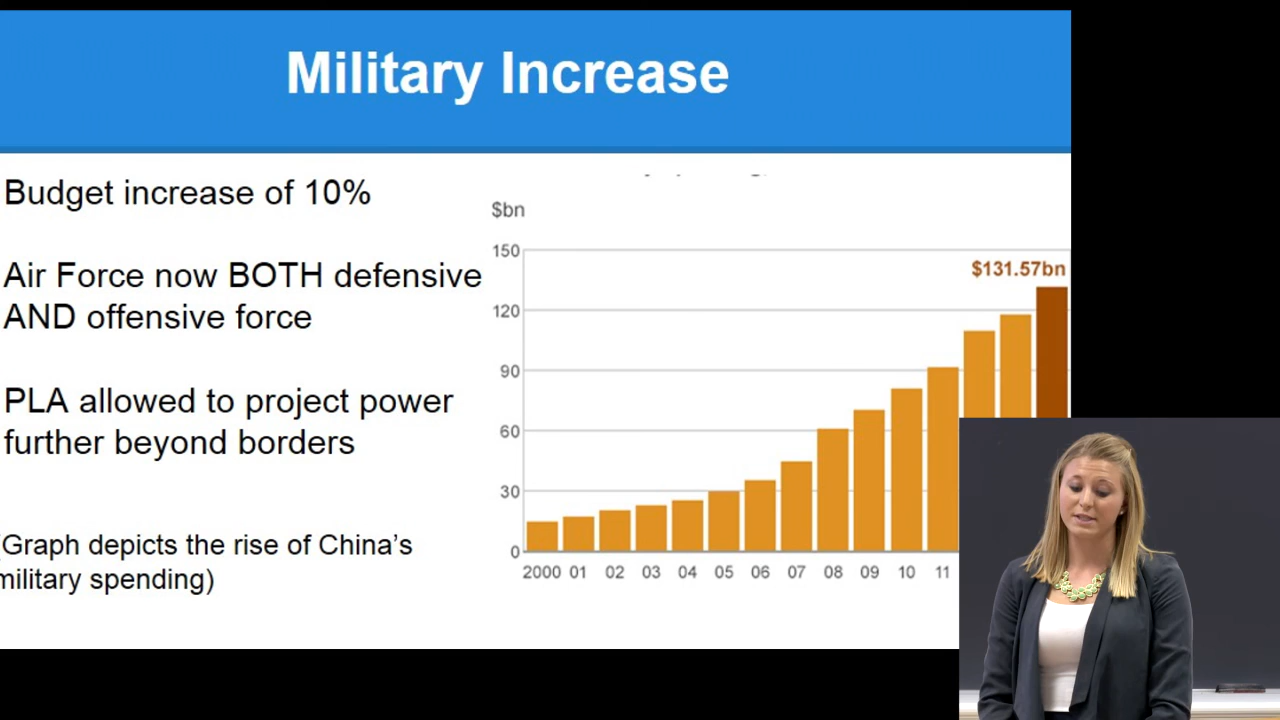 Military Increase
Budget increase of 10%
Air Force now BOTH defensive
AND offensive force
PLA allowed to project power
further beyond borders
(Graph depicts the rise of China’s
military spending)
$bn
150
$131.57bn
120
90
60
30
0
2000 01 02 03 04 05 06 07 08 09 10 11